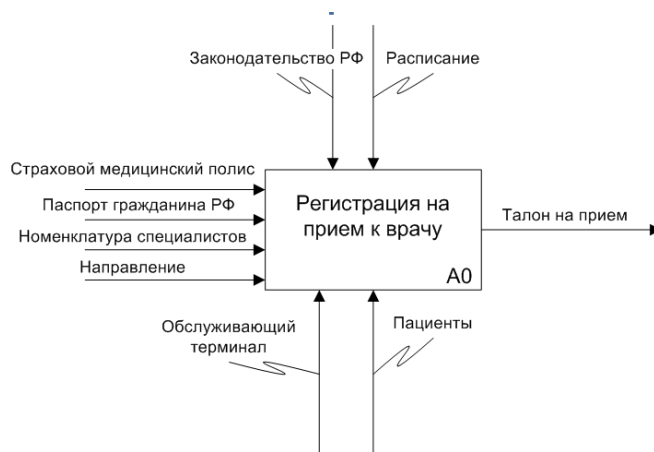 Законодательство РФ
Расписание
Страховой медицинский полис
Паспорт гражданина РФ
Номенклатура специалистов
Направление
Регистрация на
прием к врачу
A0
Талон на прием
Обслуживающий
терминал
Пациенты